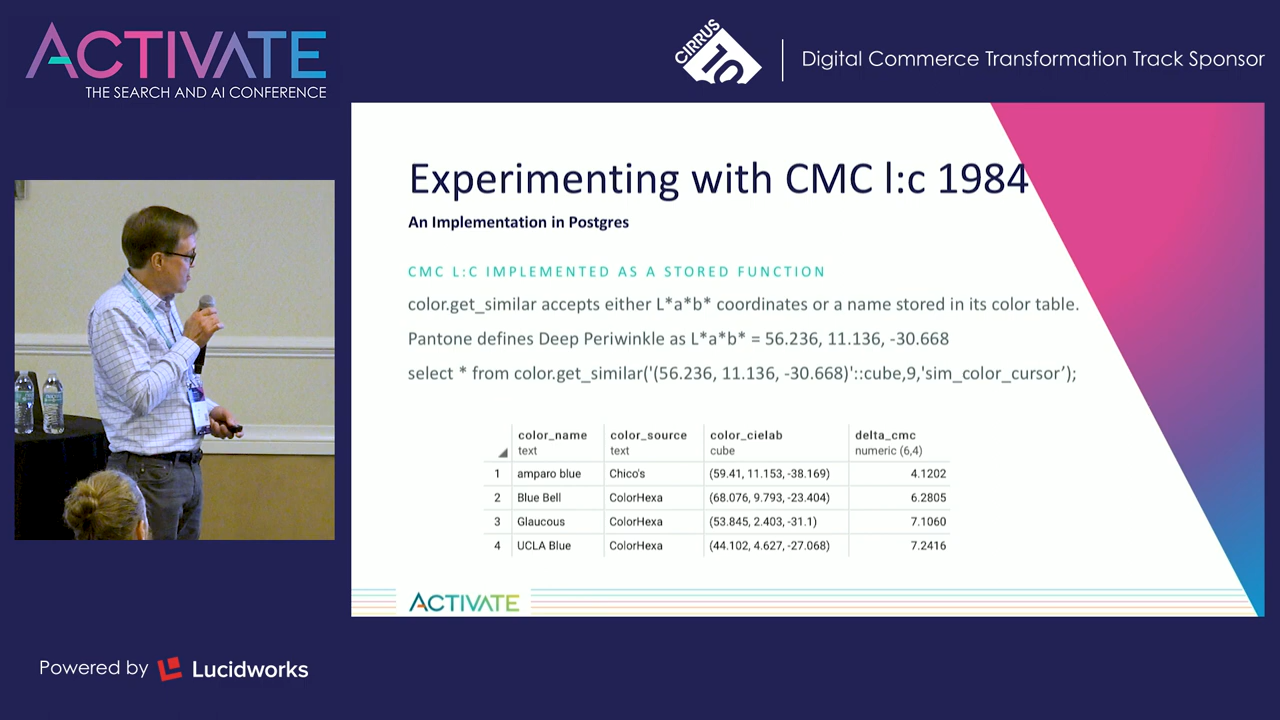 ACTIVATE
THE SEARCH AND AI CONFERENCE
CIRRUS
10
Digital Commerce Transformation Track Sponsor
Experimenting with CMC l:c 1984
An Implementation in Postgres
CMC L:C IMPLEMENTED AS A STORED FUNCTION
color.get_similar accepts either L*a*b* coordinates or a name stored in its color table.
Pantone defines Deep Periwinkle as L*a*b* = 56.236, 11.136, -30.668
select * from color.get_similar('(56.236, 11.136, -30.668)'::cube,9,'sim_color_cursor’);
color_name color_source color_cielab delta_cmc
text text cube numeric (6,4)
1 amparo blue Chico's (59.41, 11.153, -38.169) 4.1202
2 Blue Bell ColorHexa (68.076, 9.793, -23.404) 6.2805
3 Glaucous ColorHexa (53.845, 2.403, -31.1) 7.1060
4 UCLA Blue ColorHexa (44.102, 4.627, -27.068) 7.2416
ACTIVATE
Powered by Lucidworks